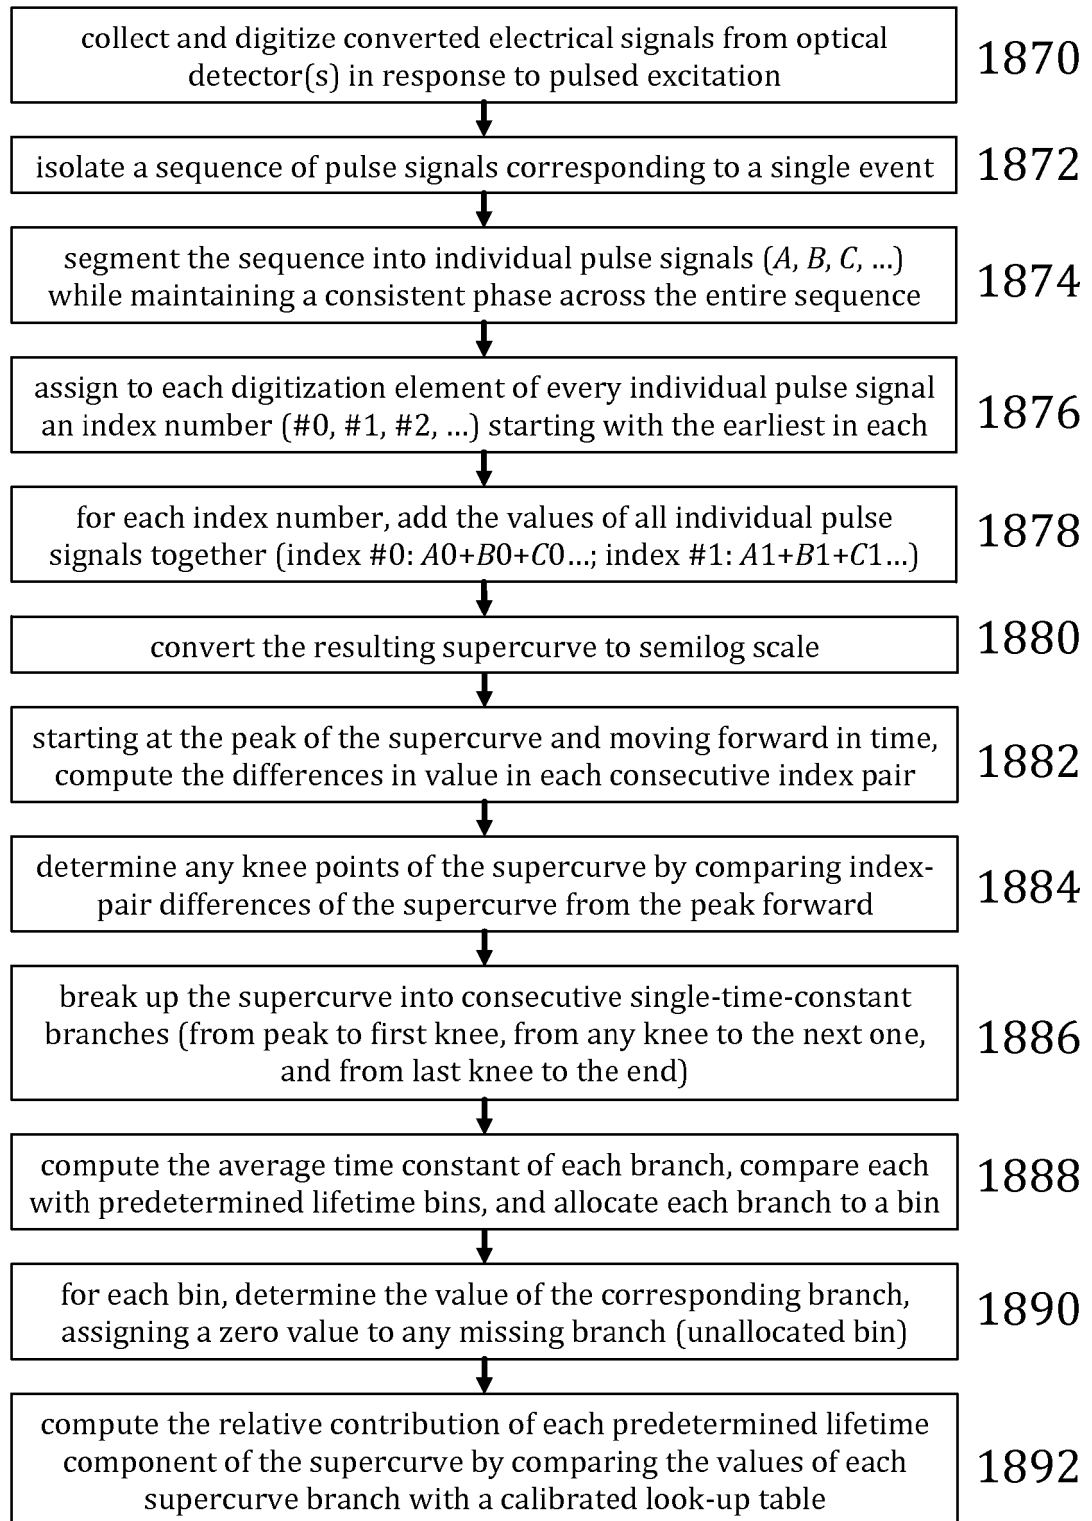 collect and digitize converted electrical signals from optical
detector(s) in response to pulsed excitation
1870
isolate a sequence of pulse signals corresponding to a single event
1872
segment the sequence into individual pulse signals (A, B, C, ...)
while maintaining a consistent phase across the entire sequence
1874
assign to each digitization element of every individual pulse signal
an index number (#0, #1, #2, ...) starting with the earliest in each
1876
for each index number, add the values of all individual pulse
signals together (index #0: A0+B0+C0...; index #1: A1+B1+C1...)
1878
convert the resulting supercurve to semilog scale
1880
starting at the peak of the supercurve and moving forward in time,
compute the differences in value in each consecutive index pair
1882
determine any knee points of the supercurve by comparing index-
pair differences of the supercurve from the peak forward
1884
break up the supercurve into consecutive single-time-constant
branches (from peak to first knee, from any knee to the next one,
and from last knee to the end)
1886
compute the average time constant of each branch, compare each
with predetermined lifetime bins, and allocate each branch to a bin
1888
for each bin, determine the value of the corresponding branch,
assigning a zero value to any missing branch (unallocated bin)
1890
compute the relative contribution of each predetermined lifetime
component of the supercurve by comparing the values of each
supercurve branch with a calibrated look-up table
1892